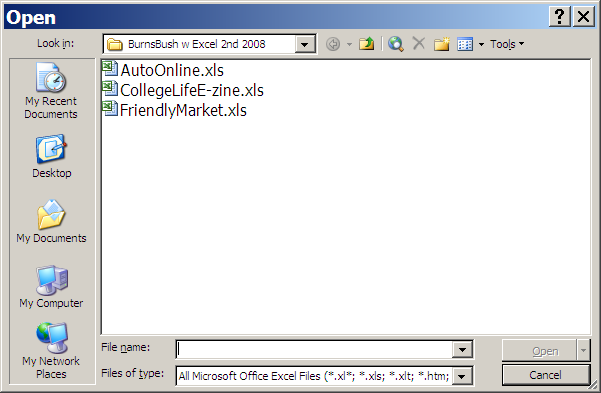 Open
Look in: BurnsBush w Excel 2nd 2008 Tools
My Recent
Documents
Desktop
My Documents
My Computer
My Network
Places
AutoOnline.xls
CollegeLifeE-zine.xls
FriendlyMarket.xls
File name: Open
Files of type: All Microsoft Office Excel Files (*.xl*; *.xls; *.xlt; *.htm; Cancel